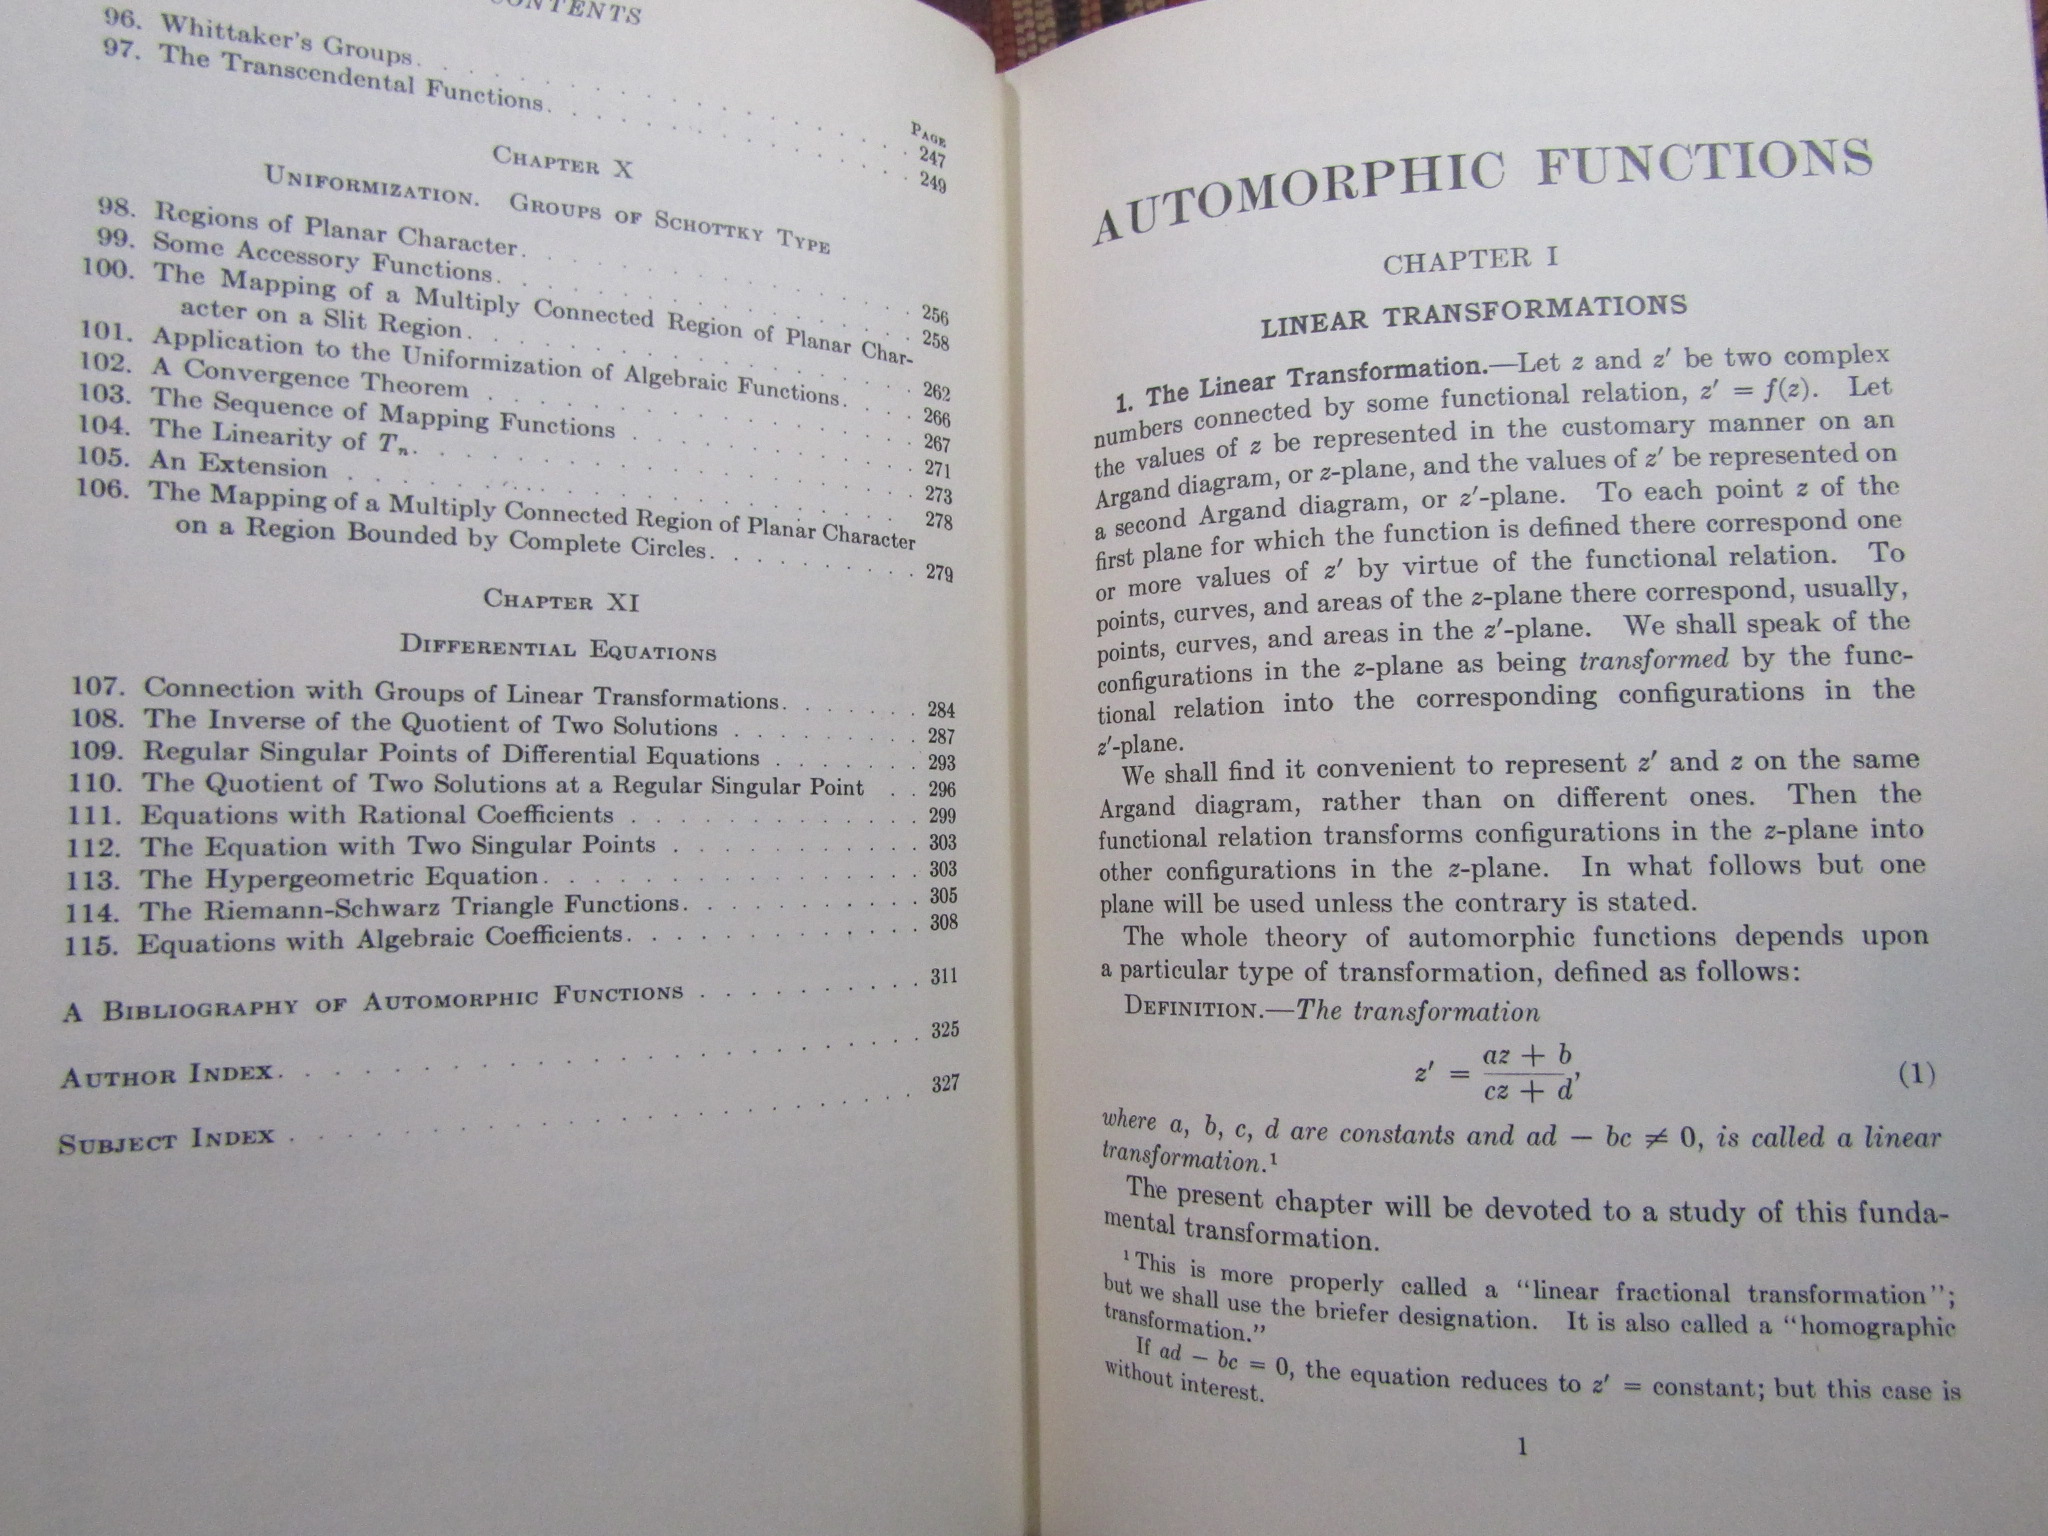 CONTENTS
PAGE
96. Whittaker's Groups. . . . . . . . . . . . . . . 247
97. The Transcendental Functions. . . . . . . . . . . . 249
CHAPTER X
UNIFORMIZATION. GROUPS OF SCHOTTKY TYPE
98. Regions of Planar Character. . . . . . . . . . . . 256
99. Some Accessory Functions. . . . . . . . . . . . . 258
100. The Mapping of a Multiply Connected Region of Planar Char-
acter on a Slit Region. . . . . . . . . . . . . . 262
101. Application to the Uniformization of Algebraic Functions. . . . 266
102. A Convergence Theorem . . . . . . . . . . . . . 267
103. The Sequence of Mapping Functions . . . . . . . . . 271
104. The Linearity of Tn. . . . . . . . . . . . . . . 273
105. An Extension . . . . . . . . . . . . . . . . 278
106. The Mapping of a Multiply Connected Region of Planar Character
on a Region Bounded by Complete Circles. . . . . . . . 279
CHAPTER XI
DIFFERENTIAL EQUATIONS
107. Connection with Groups of Linear Transformations. . . . . . 284
108. The Inverse of the Quotient of Two Solutions . . . . . . . 287
109. Regular Singular Points of Differential Equations . . . . . . 293
110. The Quotient of Two Solutions at a Regular Singular Point . . 296
111. Equations with Rational Coefficients . . . . . . . . . . 299
112. The Equation with Two Singular Points . . . . . . . . . 303
113. The Hypergeometric Equation. . . . . . . . . . . . . 303
114. The Riemann-Schwarz Triangle Functions. . . . . . . . . 305
115. Equations with Algebraic Coefficients. . . . . . . . . . 308
A BIBLIOGRAPHY OF AUTOMORPHIC FUNCTIONS . . . . . . . . 311
AUTHOR INDEX. . . . . . . . . . . . . . . . . . . 325
SUBJECT INDEX . . . . . . . . . . . . . . . . . . 327
AUTOMORPHIC FUNCTIONS
CHAPTER I
LINEAR TRANSFORMATIONS
1. The Linear Transformation.—Let z and z′ be two complex
numbers connected by some functional relation, z′ = f(z). Let
the values of z be represented in the customary manner on an
Argand diagram, or z-plane, and the values of z′ be represented on
a second Argand diagram, or z′-plane. To each point z of the
first plane for which the function is defined there correspond one
or more values of z′ by virtue of the functional relation. To
points, curves, and areas of the z-plane there correspond, usually,
points, curves, and areas in the z′-plane. We shall speak of the
configurations in the z-plane as being transformed by the func-
tional relation into the corresponding configurations in the
z′-plane.
We shall find it convenient to represent z′ and z on the same
Argand diagram, rather than on different ones. Then the
functional relation transforms configurations in the z-plane into
other configurations in the z-plane. In what follows but one
plane will be used unless the contrary is stated.
The whole theory of automorphic functions depends upon
a particular type of transformation, defined as follows:
DEFINITION.—The transformation
z′ = (az + b)/(cz + d), (1)
where a, b, c, d are constants and ad − bc ≠ 0, is called a linear
transformation.¹
The present chapter will be devoted to a study of this funda-
mental transformation.
¹ This is more properly called a "linear fractional transformation";
but we shall use the briefer designation. It is also called a "homographic
transformation."
If ad − bc = 0, the equation reduces to z′ = constant; but this case is
without interest.
1